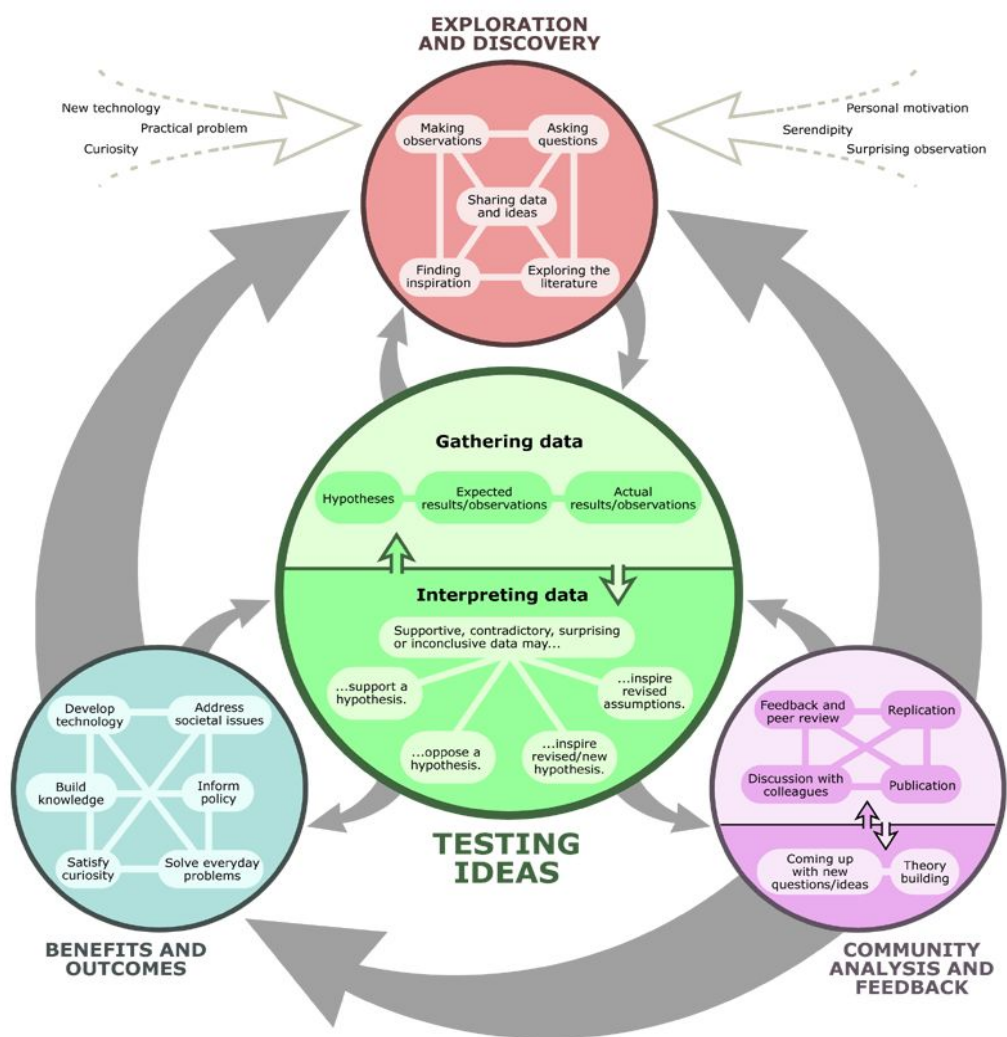 EXPLORATION
AND DISCOVERY
New technology
Practical problem
Curiosity
Personal motivation
Serendipity
Surprising observation
Making
observations
Asking
questions
Sharing data
and ideas
Finding
inspiration
Exploring the
literature
Gathering data
Hypotheses
Expected
results/observations
Actual
results/observations
Interpreting data
Supportive, contradictory, surprising
or inconclusive data may...
...support a
hypothesis.
...oppose a
hypothesis.
...inspire
revised/new
hypothesis.
...inspire
revised
assumptions.
TESTING
IDEAS
Develop
technology
Address
societal issues
Build
knowledge
Inform
policy
Satisfy
curiosity
Solve everyday
problems
BENEFITS AND
OUTCOMES
Feedback and
peer review
Replication
Discussion with
colleagues
Publication
Coming up
with new
questions/ideas
Theory
building
COMMUNITY
ANALYSIS AND
FEEDBACK